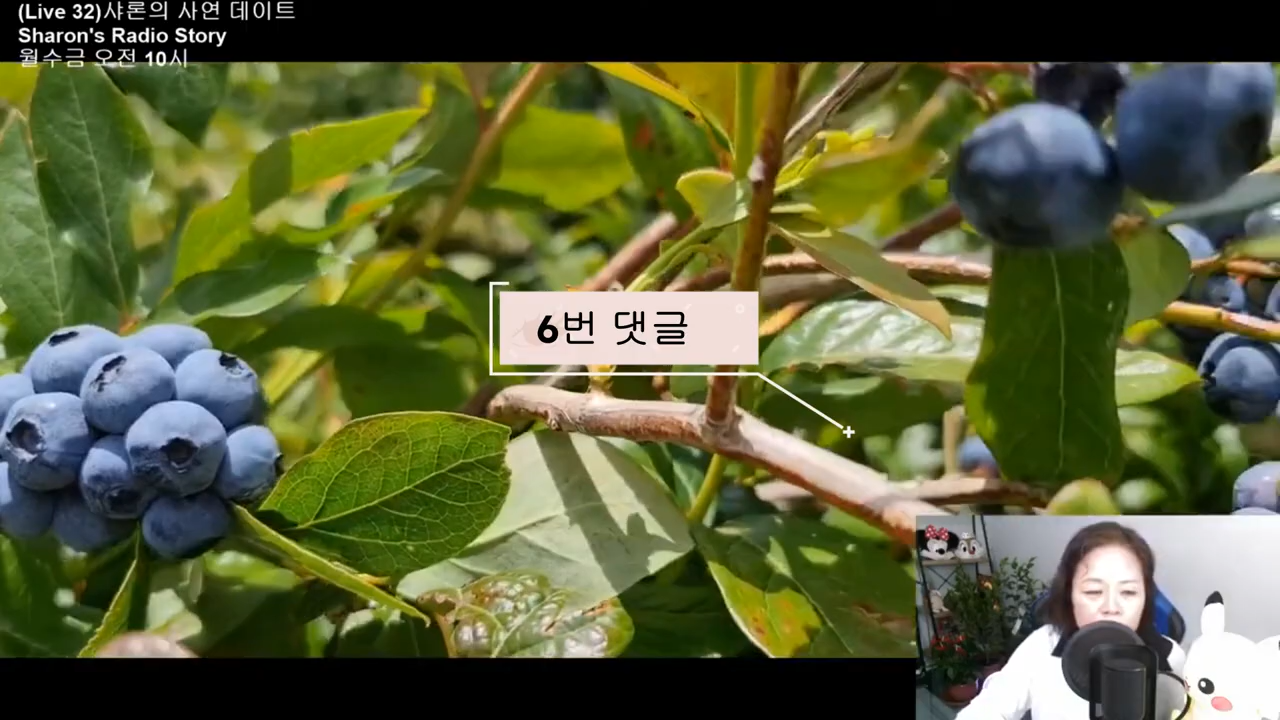 (Live 32)샤론의 사연 데이트
Sharon's Radio Story
월수금 오전 10시
6번 댓글